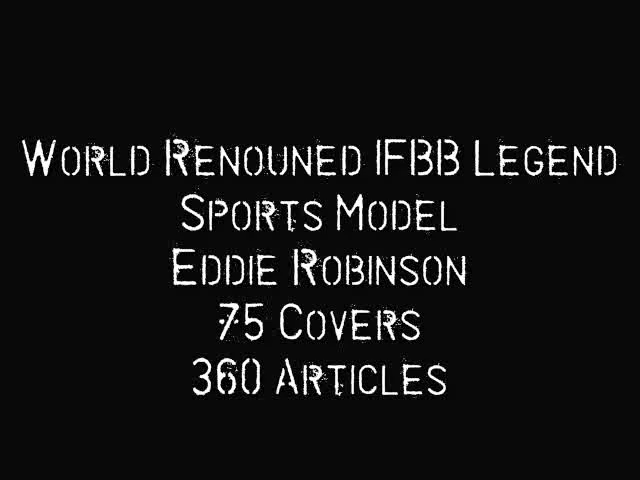 World Renouned IFBB Legend
Sports Model
Eddie Robinson
75 Covers
360 Articles